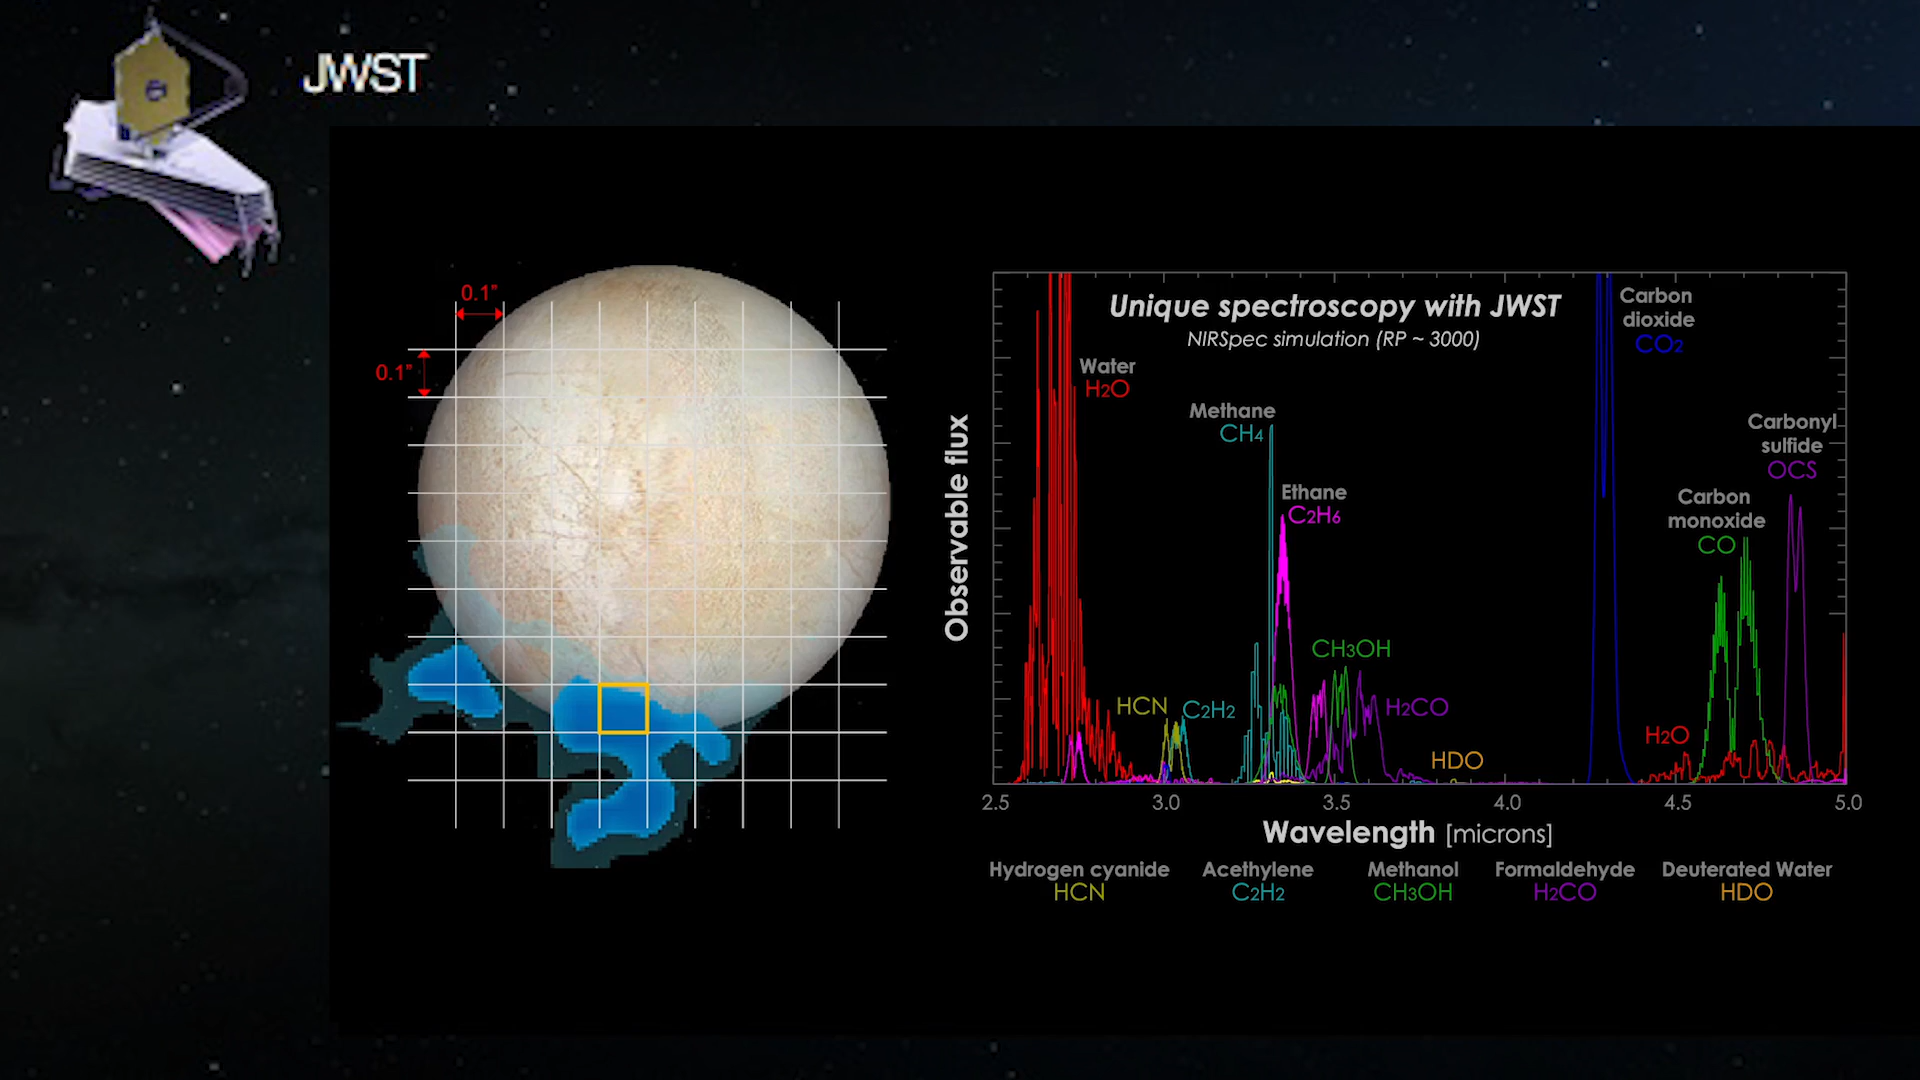 JWST
0.1"
0.1"
Unique spectroscopy with JWST
NIRSpec simulation (RP ~ 3000)
Water
H2O
Methane
CH4
Ethane
C2H6
Carbon
dioxide
CO2
Carbonyl
sulfide
OCS
Carbon
monoxide
CO
CH3OH
HCN
C2H2
H2CO
HDO
H2O
Observable flux
2.5 3.0 3.5 4.0 4.5 5.0
Wavelength [microns]
Hydrogen cyanide Acethylene Methanol Formaldehyde Deuterated Water
HCN C2H2 CH3OH H2CO HDO